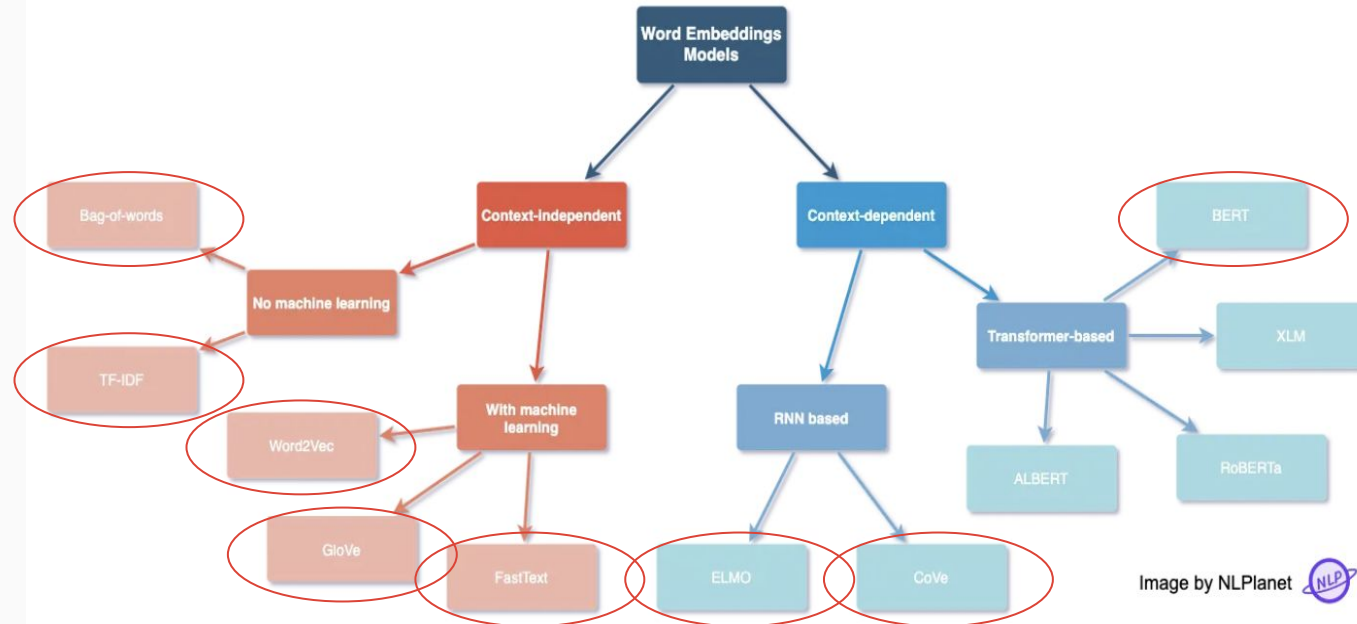 Word Embeddings
Models
Bag-of-words
Context-independent
Context-dependent
BERT
No machine learning
Transformer-based
XLM
TF-IDF
With machine
learning
RNN based
Word2Vec
ALBERT
RoBERTa
GloVe
FastText
ELMO
CoVe
Image by NLPlanet
NLP